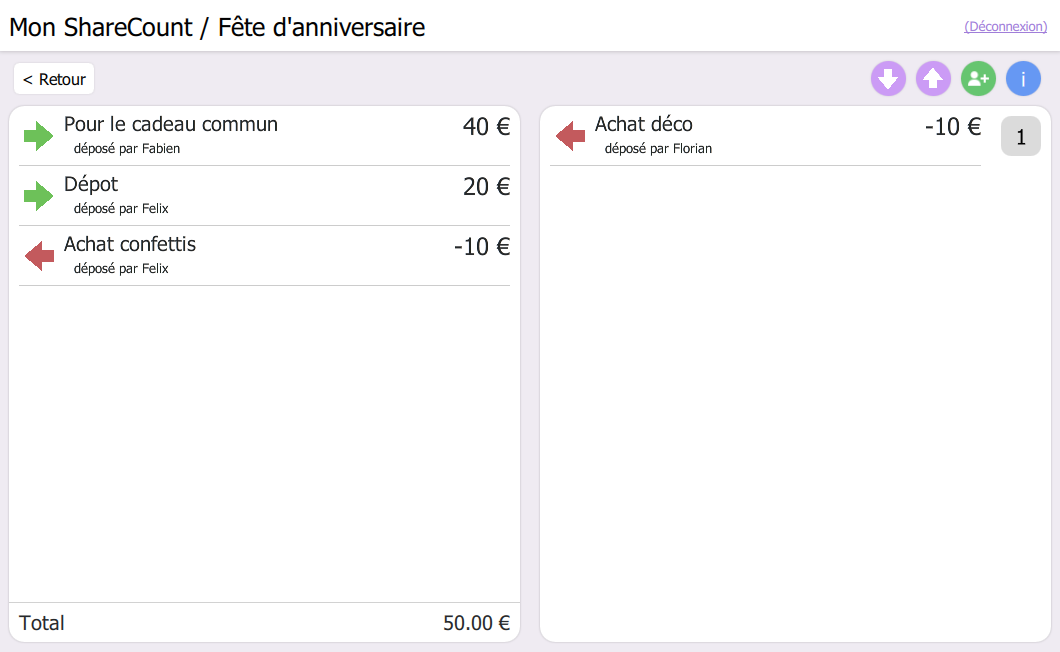 Mon ShareCount / Fête d'anniversaire
(Déconnexion)
< Retour
i
Pour le cadeau commun
40 €
déposé par Fabien
Dépot
20 €
déposé par Felix
Achat confettis
-10 €
déposé par Felix
Total
50.00 €
Achat déco
-10 €
déposé par Florian
1